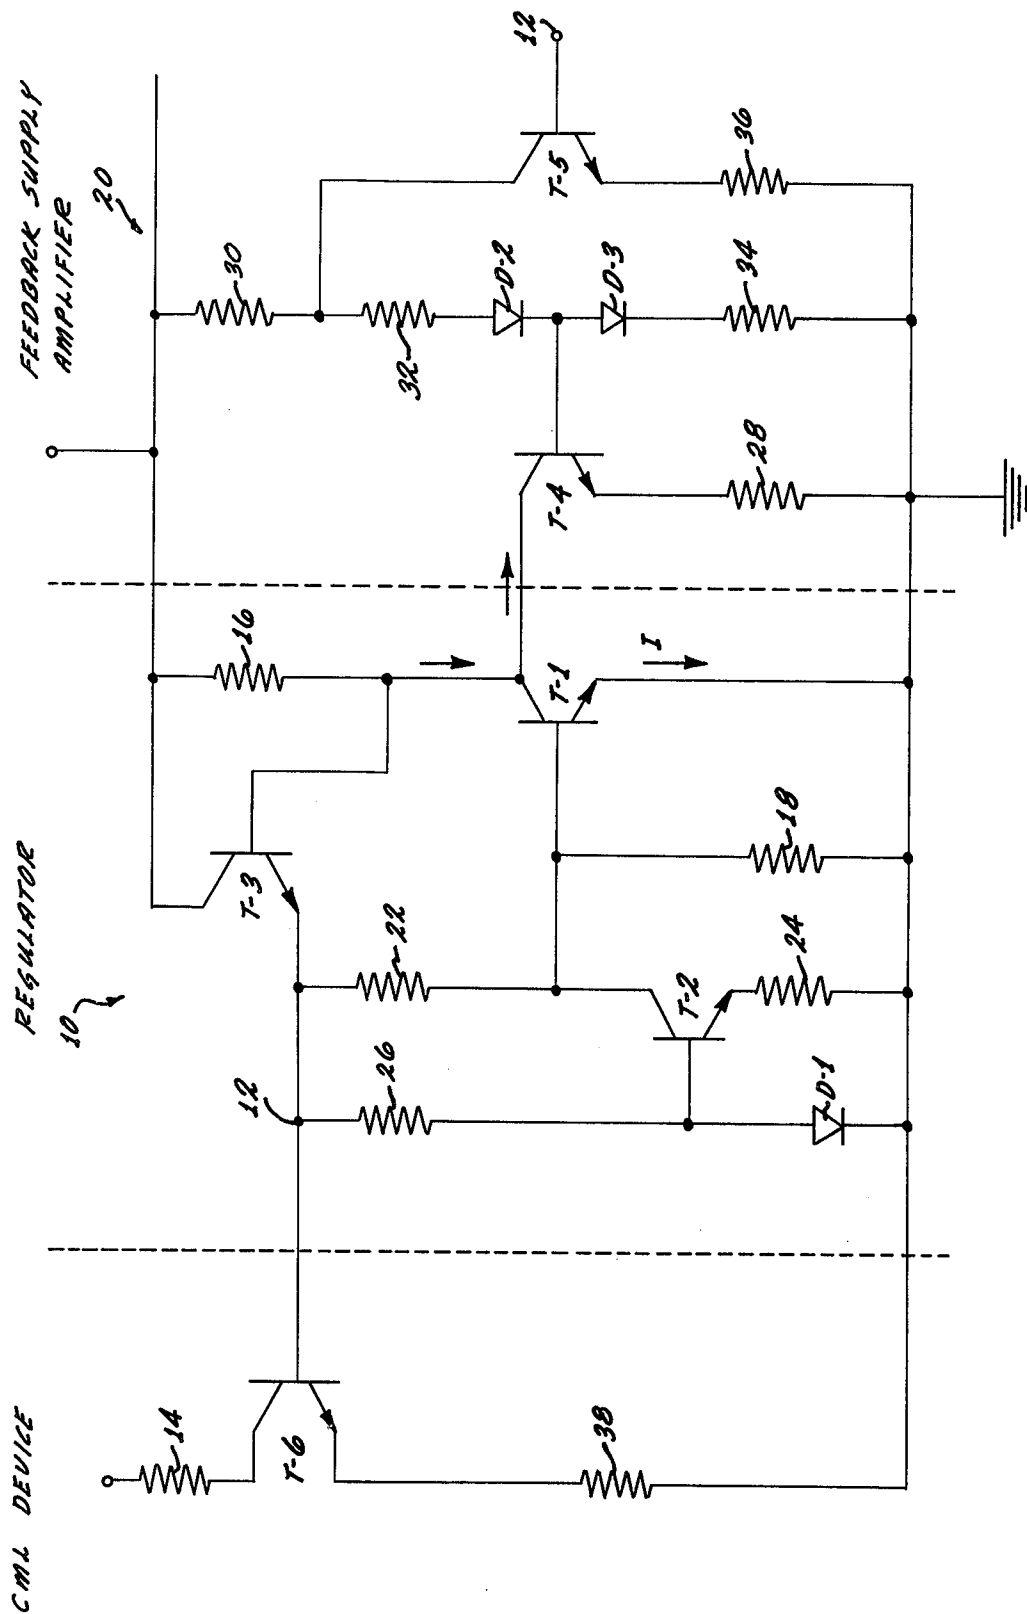 CML DEVICE
REGULATOR
FEEDBACK SUPPLY
AMPLIFIER
10
20
14
T-6
38
12
26
D-1
22
T-2
24
T-3
18
16
T-1
I
T-4
28
30
32
D-2
D-3
34
T-5
36
12